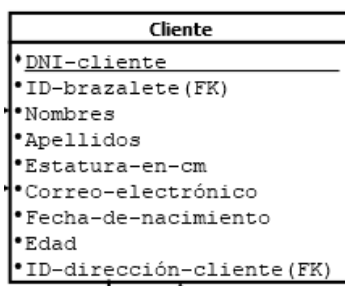 Cliente
DNI-cliente
ID-brazalete(FK)
Nombres
Apellidos
Estatura-en-cm
Correo-electrónico
Fecha-de-nacimiento
Edad
ID-dirección-cliente(FK)